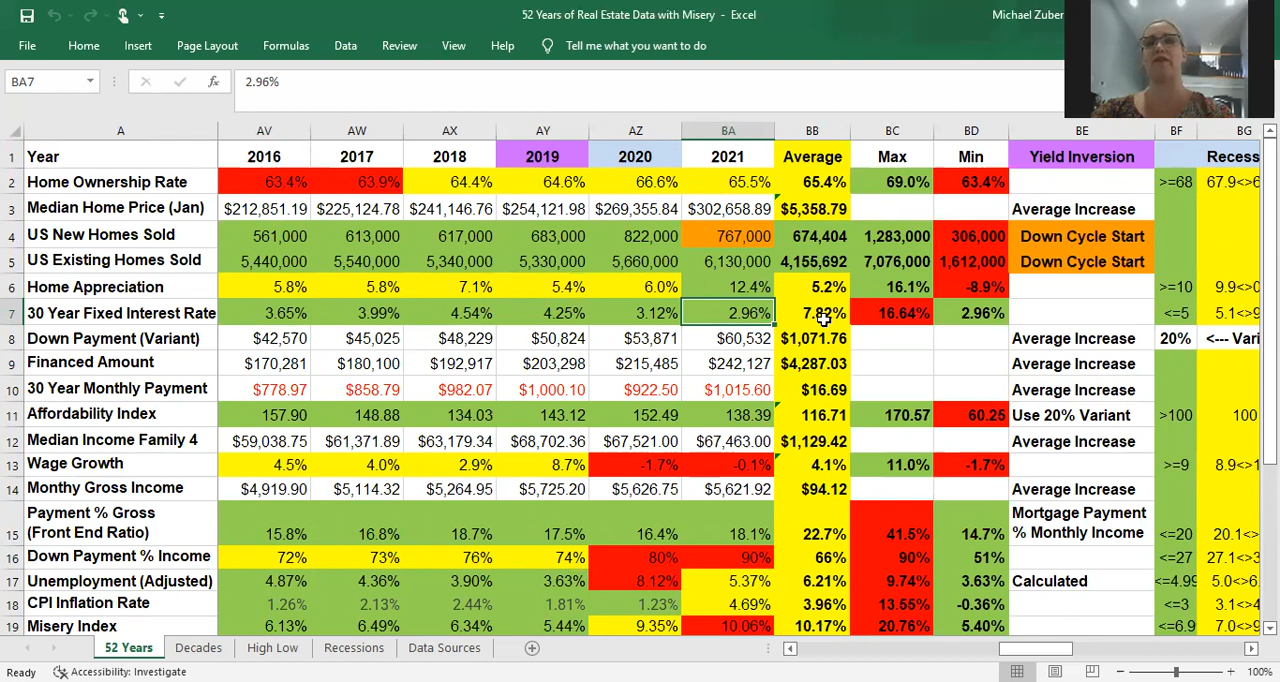 52 Years of Real Estate Data with Misery - Excel
Michael Zuber
File Home Insert Page Layout Formulas Data Review View Help Tell me what you want to do
BA7 fx 2.96%
A AV AW AX AY AZ BA BB BC BD BE BF BG
1 Year 2016 2017 2018 2019 2020 2021 Average Max Min Yield Inversion Recess
2 Home Ownership Rate 63.4% 63.9% 64.4% 64.6% 66.6% 65.5% 65.4% 69.0% 63.4% >=68 67.9<>6
3 Median Home Price (Jan) $212,851.19 $225,124.78 $241,146.76 $254,121.98 $269,355.84 $302,658.89 $5,358.79 Average Increase
4 US New Homes Sold 561,000 613,000 617,000 683,000 822,000 767,000 674,404 1,283,000 306,000 Down Cycle Start
5 US Existing Homes Sold 5,440,000 5,540,000 5,340,000 5,330,000 5,660,000 6,130,000 4,155,692 7,076,000 1,612,000 Down Cycle Start
6 Home Appreciation 5.8% 5.8% 7.1% 5.4% 6.0% 12.4% 5.2% 16.1% -8.9% >=10 9.9<>0
7 30 Year Fixed Interest Rate 3.65% 3.99% 4.54% 4.25% 3.12% 2.96% 16.64% 2.96% <=5 5.1<>9
8 Down Payment (Variant) 42,570 45,025 48,229 50,824 53,871 60,532 $1,071.76 Average Increase 20% <--- Vari
9 Financed Amount $170,281 $180,100 $192,917 $203,298 $215,485 $242,127 $4,287.03 Average Increase
10 30 Year Monthly Payment $778.97 $858.79 $982.07 $1,000.10 $922.50 $1,015.60 $16.69 Average Increase
11 Affordability Index 157.90 148.88 134.03 143.12 152.49 138.39 116.71 170.57 60.25 Use 20% Variant >100 100
12 Median Income Family 4 $59,038.75 $61,371.89 $63,179.34 $68,702.36 $67,521.00 $67,463.00 $1,129.42 Average Increase
13 Wage Growth 4.5% 4.0% 2.9% 8.7% -1.7% -0.1% 4.1% 11.0% -1.7% >=9 8.9<>1
14 Monthy Gross Income $4,919.90 $5,114.32 $5,264.95 $5,725.20 $5,626.75 $5,621.92 $94.12 Average Increase
Payment % Gross Mortgage Payment
15 (Front End Ratio) 15.8% 16.8% 18.7% 17.5% 16.4% 18.1% 22.7% 41.5% 14.7% % Monthly Income <=20 20.1<>
16 Down Payment % Income 72% 73% 76% 74% 80% 90% 66% 90% 51% <=27 27.1<>3
17 Unemployment (Adjusted) 4.87% 4.36% 3.90% 3.63% 8.12% 5.37% 6.21% 9.74% 3.63% Calculated <=4.99 5.0<>6.
18 CPI Inflation Rate 1.26% 2.13% 2.44% 1.81% 1.23% 4.69% 3.96% 13.55% -0.36% <=3 3.1<>4
19 Misery Index 6.13% 6.49% 6.34% 5.44% 9.35% 10.06% 10.17% 20.76% 5.40% <=6.9 7.0<>9
52 Years Decades High Low Recessions Data Sources
Ready Accessibility: Investigate 100%